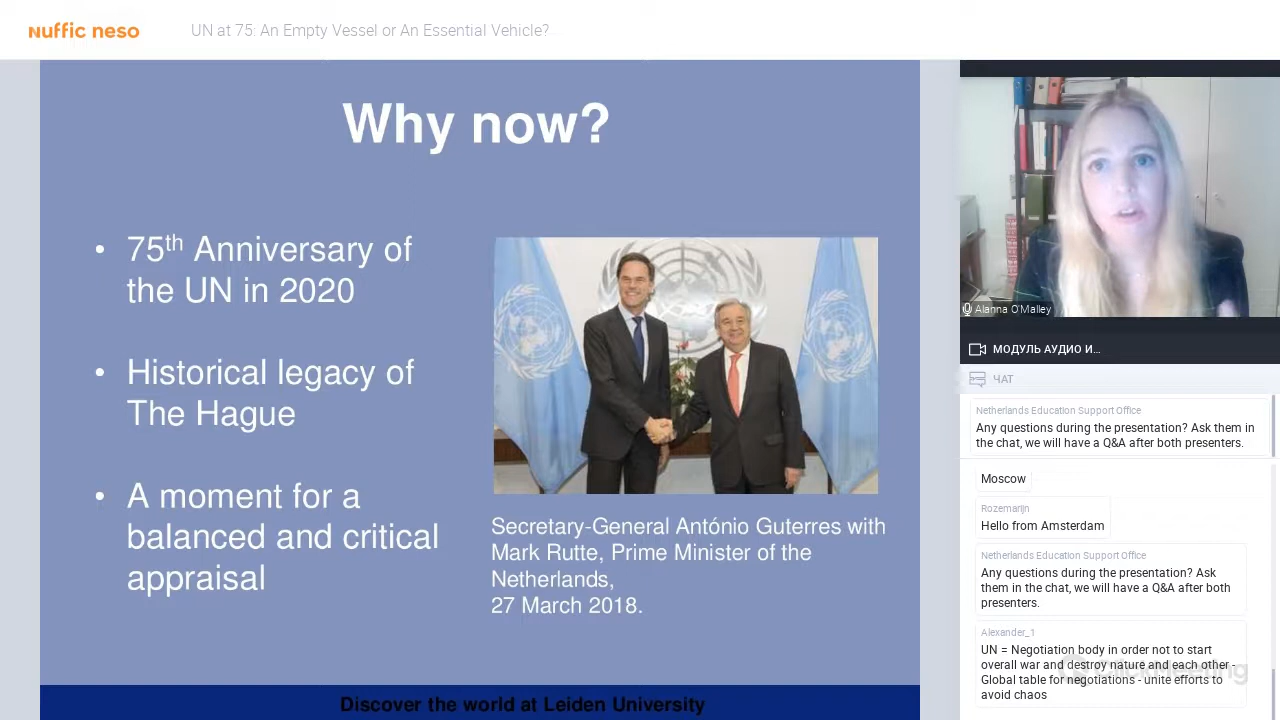 nuffic neso
UN at 75: An Empty Vessel or An Essential Vehicle?
Why now?
• 75th Anniversary of
the UN in 2020
• Historical legacy of
The Hague
• A moment for a
balanced and critical
appraisal
Secretary-General António Guterres with
Mark Rutte, Prime Minister of the
Netherlands,
27 March 2018.
Discover the world at Leiden University
Alanna O'Malley
МОДУЛЬ АУДИО И...
ЧАТ
Netherlands Education Support Office
Any questions during the presentation? Ask them in
the chat, we will have a Q&A after both presenters.
Moscow
Rozemarijn
Hello from Amsterdam
Netherlands Education Support Office
Any questions during the presentation? Ask
them in the chat, we will have a Q&A after both
presenters.
Alexander_1
UN = Negotiation body in order not to start
overall war and destroy nature and each other -
Global table for negotiations - unite efforts to
avoid chaos
ClickMeeting